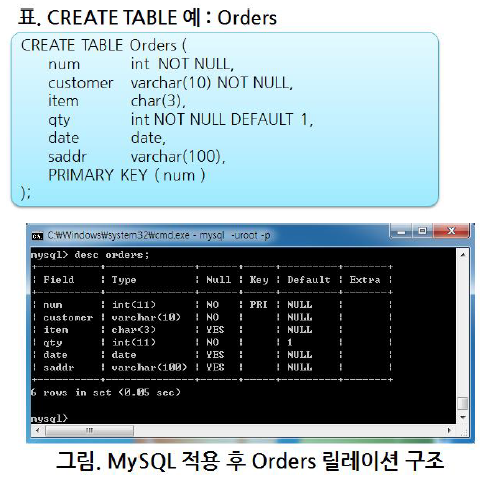 표. CREATE TABLE 예 : Orders
CREATE TABLE Orders (
num int NOT NULL,
customer varchar(10) NOT NULL,
item char(3),
qty int NOT NULL DEFAULT 1,
date date,
saddr varchar(100),
PRIMARY KEY ( num )
);
C:₩Windows₩system32₩cmd.exe - mysql -uroot -p
mysql> desc orders;
+----------+--------------+------+-----+---------+-------+
| Field | Type | Null | Key | Default | Extra |
+----------+--------------+------+-----+---------+-------+
| num | int(11) | NO | PRI | NULL | |
| customer | varchar(10) | NO | | NULL | |
| item | char(3) | YES | | NULL | |
| qty | int(11) | NO | | 1 | |
| date | date | YES | | NULL | |
| saddr | varchar(100) | YES | | NULL | |
+----------+--------------+------+-----+---------+-------+
6 rows in set (0.05 sec)
mysql>
그림. MySQL 적용 후 Orders 릴레이션 구조